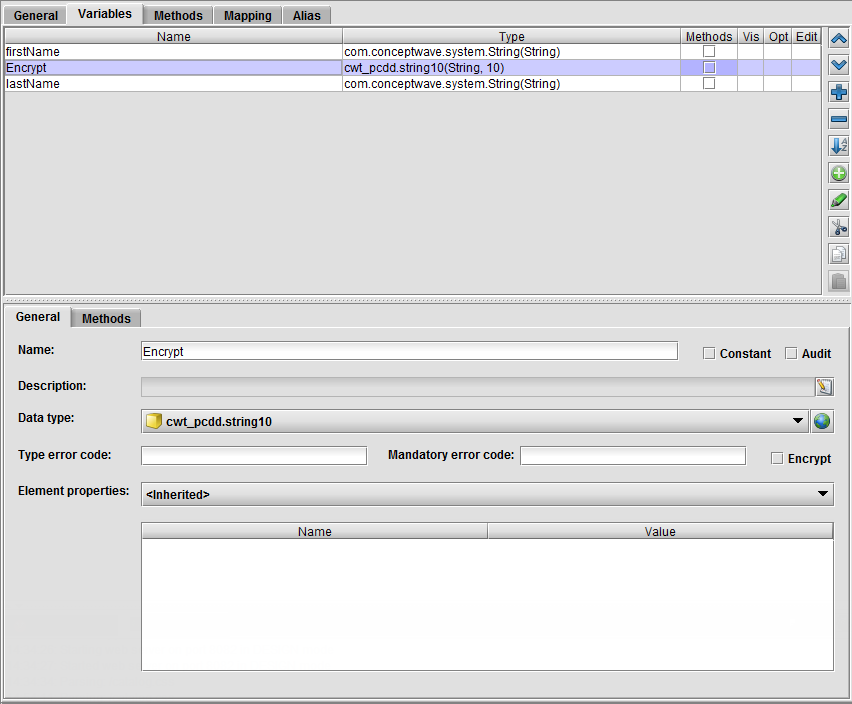 General Variables Methods Mapping Alias
Name Type Methods Vis Opt Edit
firstName com.conceptwave.system.String(String)
Encrypt cwt_pcdd.string10(String, 10)
lastName com.conceptwave.system.String(String)
General Methods
Name: Encrypt Constant Audit
Description:
Data type: cwt_pcdd.string10
Type error code: Mandatory error code: Encrypt
Element properties: <Inherited>
Name Value